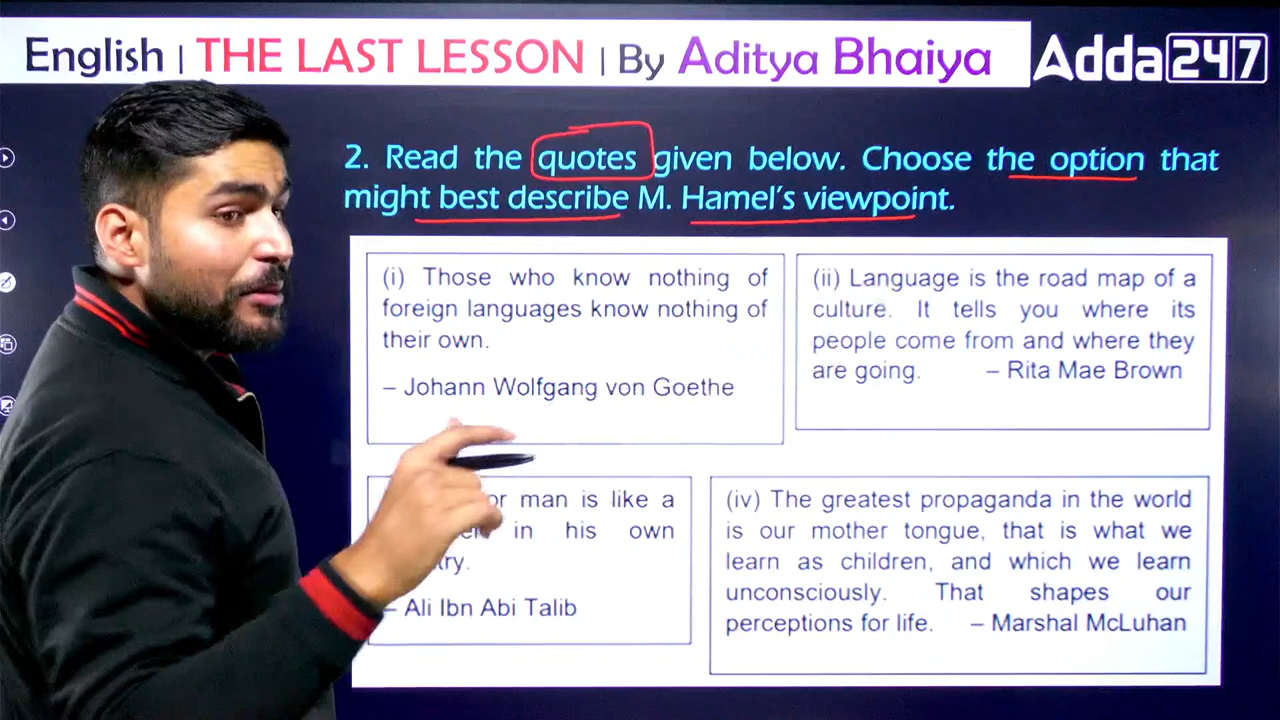 English | THE LAST LESSON | By Aditya Bhaiya
Adda 247
2. Read the quotes given below. Choose the option that
might best describe M. Hamel's viewpoint.
(i) Those who know nothing of
foreign languages know nothing of
their own.
– Johann Wolfgang von Goethe
(ii) Language is the road map of a
culture. It tells you where its
people come from and where they
are going. – Rita Mae Brown
man is like a
in his own
– Ali Ibn Abi Talib
(iv) The greatest propaganda in the world
is our mother tongue, that is what we
learn as children, and which we learn
unconsciously. That shapes our
perceptions for life. – Marshal McLuhan